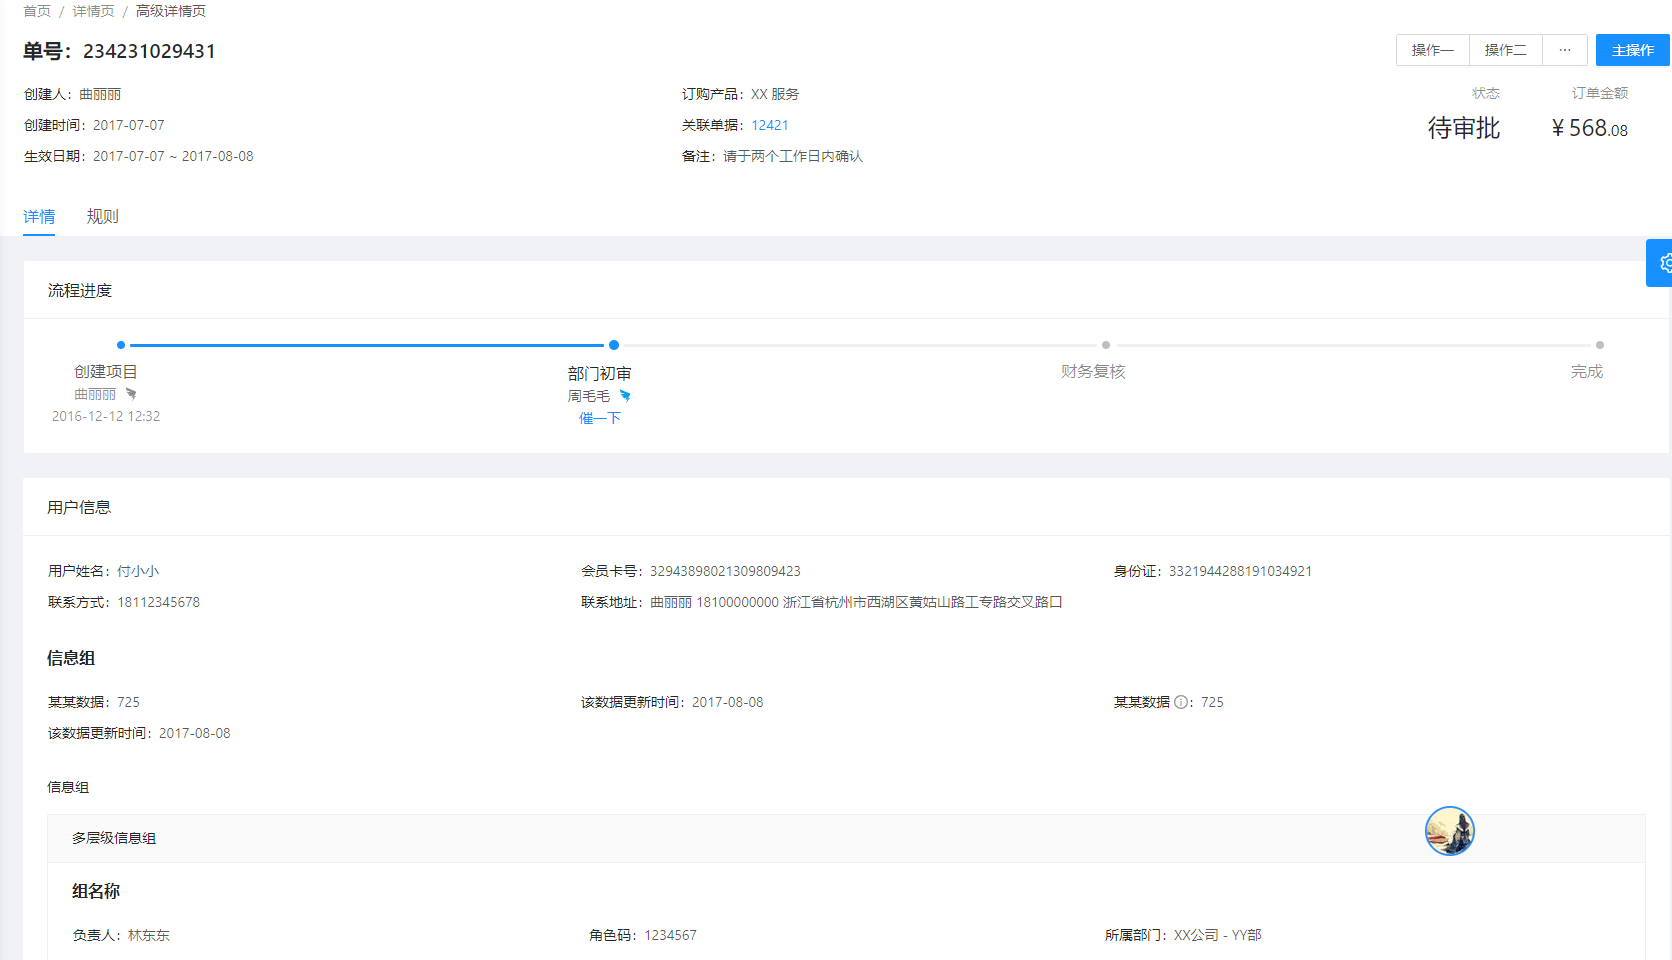 首页 / 详情页 / 高级详情页
单号：234231029431
操作一 操作二 ··· 主操作
创建人：曲丽丽 订购产品：XX 服务 状态 订单金额
创建时间：2017-07-07 关联单据：12421 待审批 ¥ 568.08
生效日期：2017-07-07 ~ 2017-08-08 备注：请于两个工作日内确认
详情 规则
流程进度
创建项目 部门初审 财务复核 完成
曲丽丽 周毛毛
2016-12-12 12:32 催一下
用户信息
用户姓名：付小小 会员卡号：32943898021309809423 身份证：3321944288191034921
联系方式：18112345678 联系地址：曲丽丽 18100000000 浙江省杭州市西湖区黄姑山路工专路交叉路口
信息组
某某数据：725 该数据更新时间：2017-08-08 某某数据 ：725
该数据更新时间：2017-08-08
信息组
多层级信息组
组名称
负责人：林东东 角色码：1234567 所属部门：XX公司 - YY部